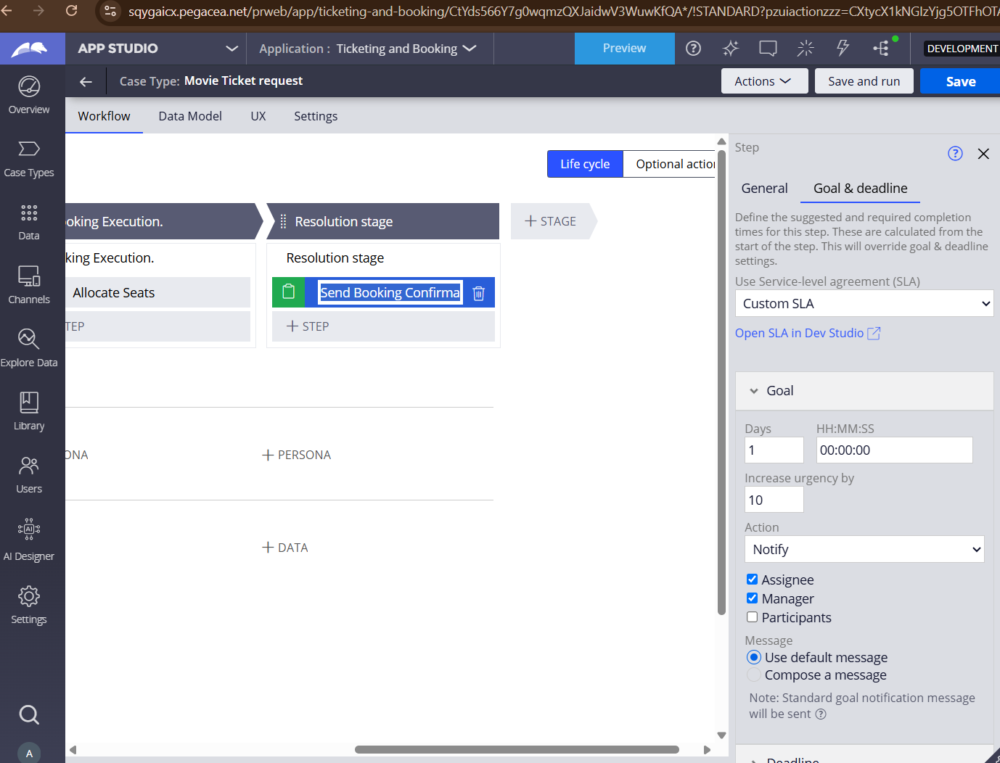 sqygaicx.pegacea.net/prweb/app/ticketing-and-booking/CtYds566Y7g0wqmzQXJaidwV3WuwKfQA*/!STANDARD?pzuiactionzzz=CXtycX1kNGIzYjg5OTFhOTA
APP STUDIO
Application : Ticketing and Booking
Preview
DEVELOPMENT
Case Type: Movie Ticket request
Actions
Save and run
Save
Overview
Case Types
Data
Channels
Explore Data
Library
Users
AI
AI Designer
Settings
A
Workflow
Data Model
UX
Settings
Life cycle
Optional action
oking Execution.
Resolution stage
STAGE
king Execution.
Resolution stage
Allocate Seats
Send Booking Confirma
TEP
STEP
ONA
PERSONA
DATA
Step
General
Goal & deadline
Define the suggested and required completion
times for this step. These are calculated from the
start of the step. This will override goal & deadline
settings.
Use Service-level agreement (SLA)
Custom SLA
Open SLA in Dev Studio
Goal
Days
HH:MM:SS
1
00:00:00
Increase urgency by
10
Action
Notify
Assignee
Manager
Participants
Message
Use default message
Compose a message
Note: Standard goal notification message
will be sent
Deadline